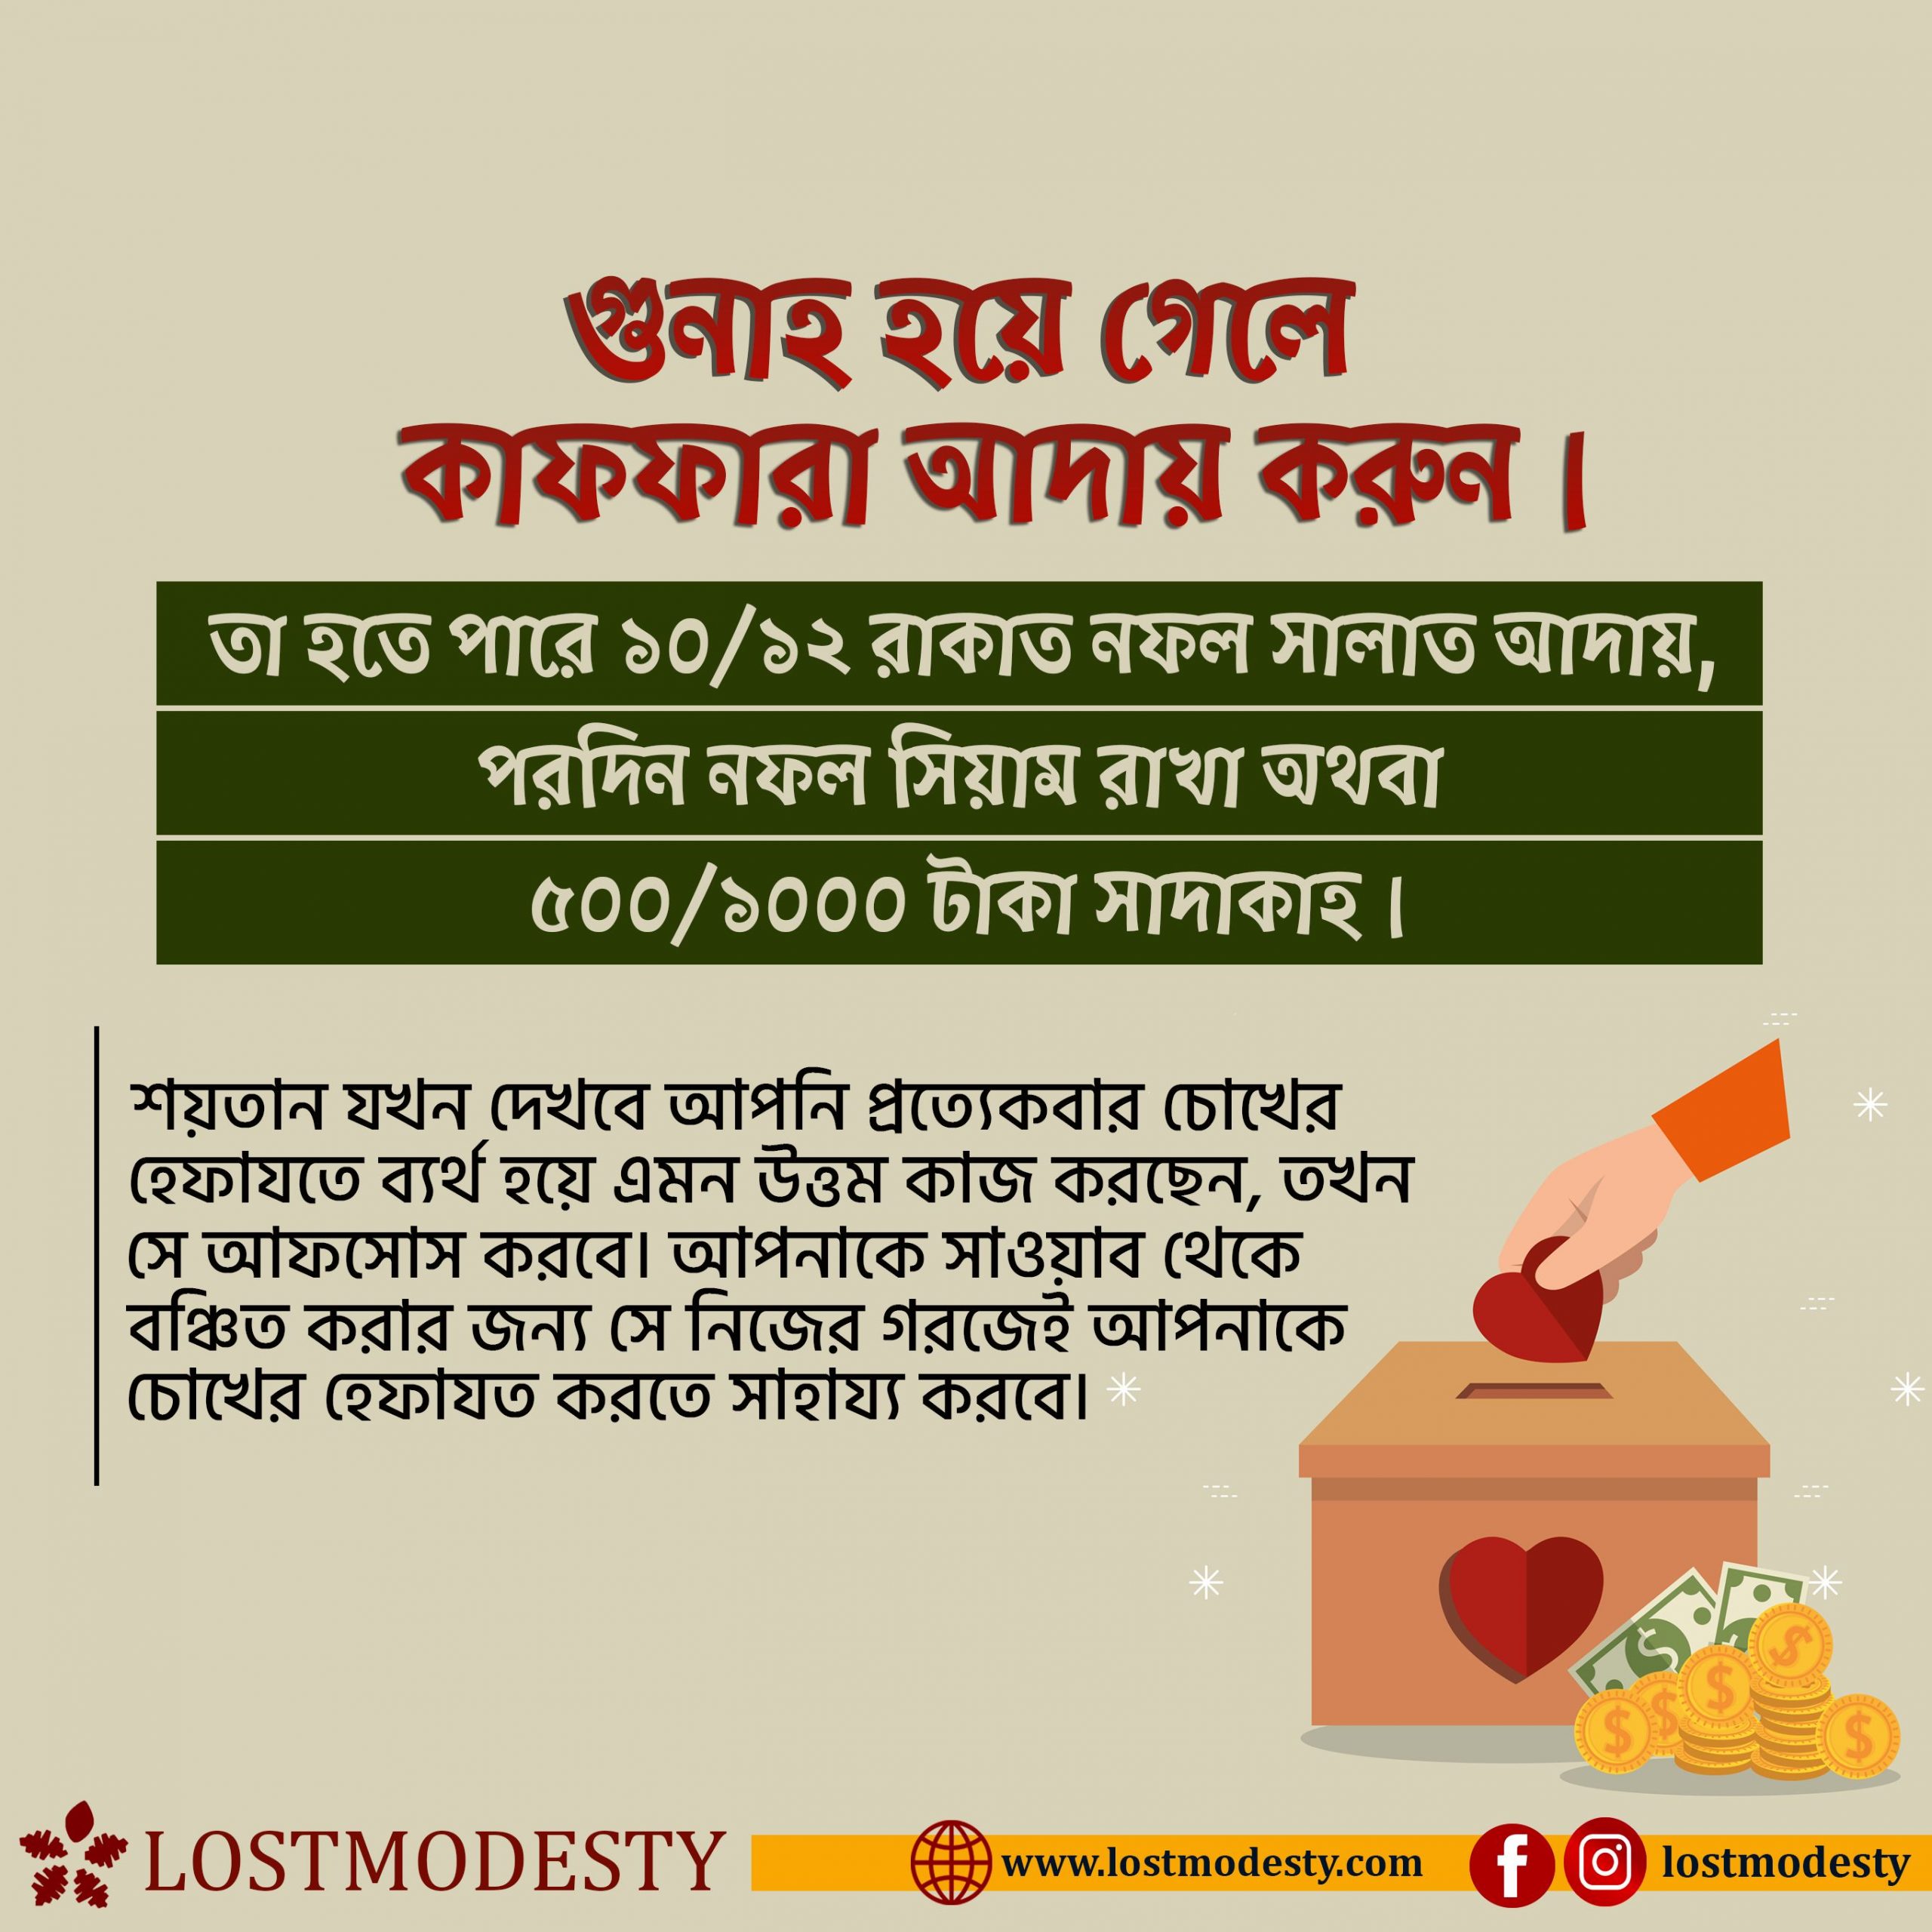 গুনাহ হয়ে গেলে
কাফফারা আদায় করুন ।
তা হতে পারে ১০/১২ রাকাত নফল সালাত আদায়,
পরদিন নফল সিয়াম রাখা অথবা
৫০০/১০০০ টাকা সাদাকাহ ।
শয়তান যখন দেখবে আপনি প্রত্যেকবার চোখের
হেফাযতে ব্যর্থ হয়ে এমন উত্তম কাজ করছেন, তখন
সে আফসোস করবে। আপনাকে সাওয়াব থেকে
বঞ্চিত করার জন্য সে নিজের গরজেই আপনাকে
চোখের হেফাযত করতে সাহায্য করবে।
LOSTMODESTY
www.lostmodesty.com
lostmodesty